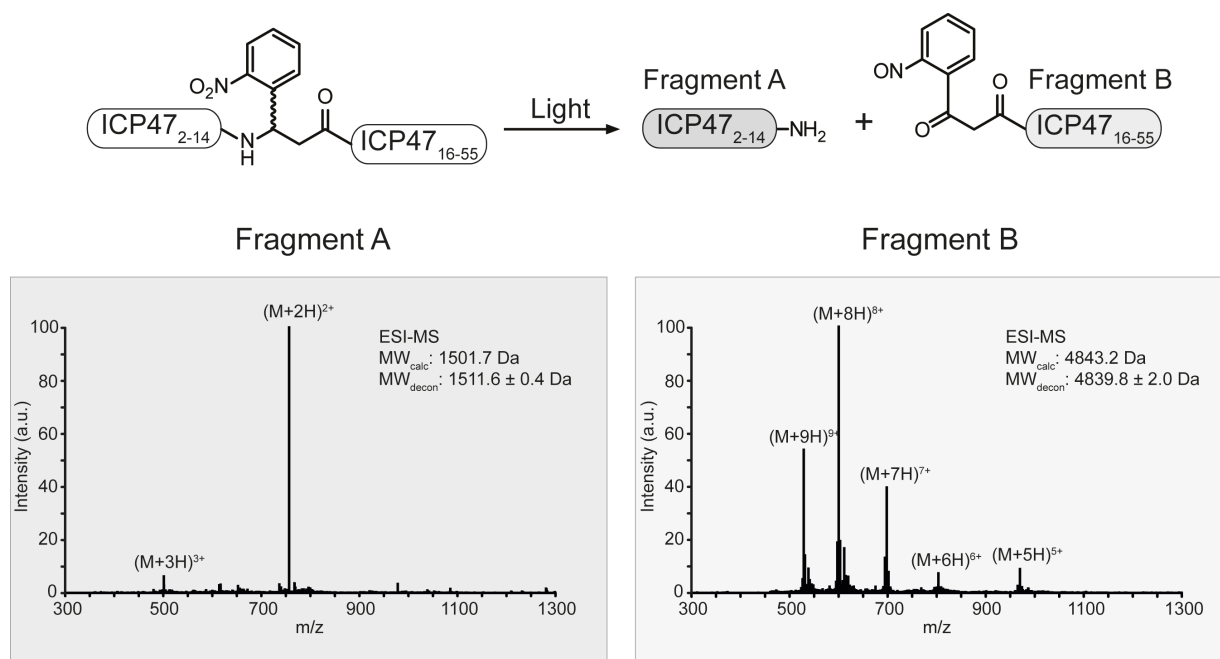 O₂N
O
N
H
ICP47₂₋₁₄
ICP47₁₆₋₅₅
Light
Fragment A
ICP47₂₋₁₄
NH₂
+
ON
O
O
Fragment B
ICP47₁₆₋₅₅
Fragment A
(M+2H)²⁺
(M+3H)³⁺
ESI-MS
MWcalc: 1501.7 Da
MWdecon: 1511.6 ± 0.4 Da
Intensity (a.u.)
100
80
60
40
20
0
300 500 700 900 1100 1300
m/z
Fragment B
(M+8H)⁸⁺
(M+9H)⁹⁺
(M+7H)⁷⁺
(M+6H)⁶⁺
(M+5H)⁵⁺
ESI-MS
MWcalc: 4843.2 Da
MWdecon: 4839.8 ± 2.0 Da
Intensity (a.u.)
100
80
60
40
20
0
300 500 700 900 1100 1300
m/z